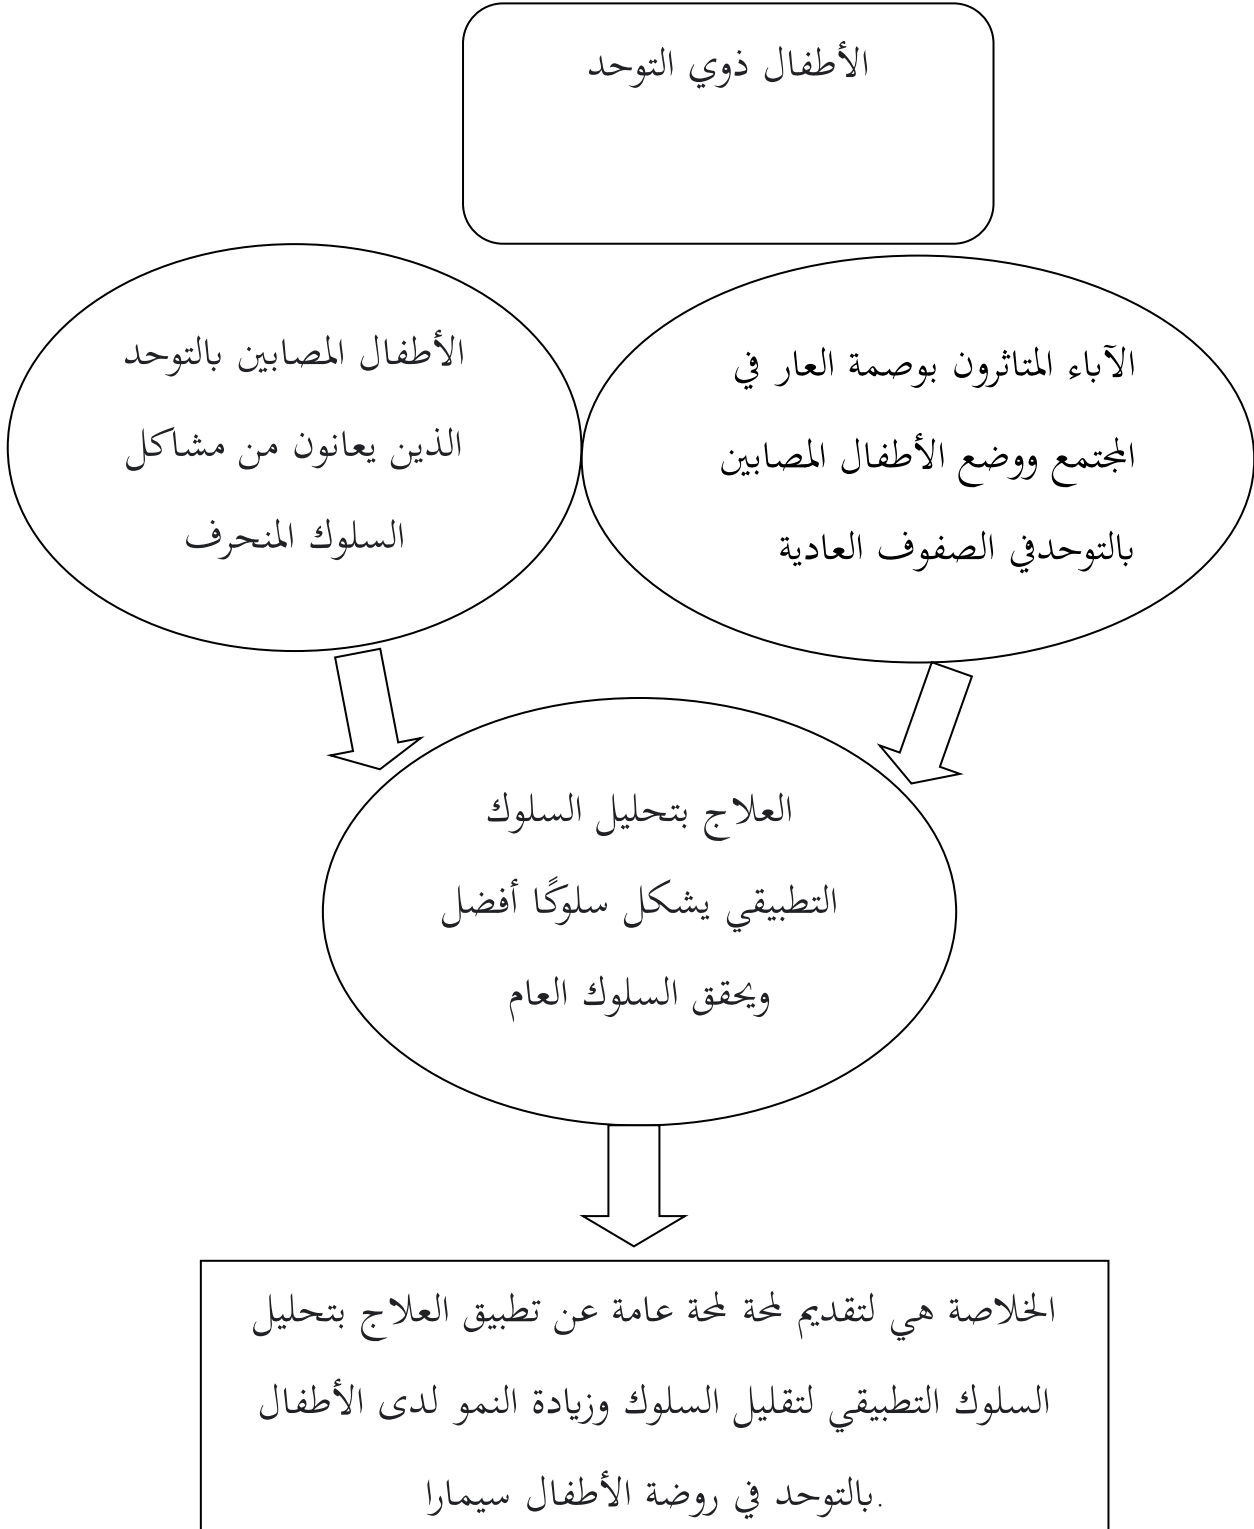 الأطفال ذوي التوحد
الآباء المتاثرون بوصمة العار في
المجتمع ووضع الأطفال المصابين
بالتوحدفي الصفوف العادية
الأطفال المصابين بالتوحد
الذين يعانون من مشاكل
السلوك المنحرف
العلاج بتحليل السلوك
التطبيقي يشكل سلوكًا أفضل
ويحقق السلوك العام
الخلاصة هي لتقديم لمحة لمحة عامة عن تطبيق العلاج بتحليل
السلوك التطبيقي لتقليل السلوك وزيادة النمو لدى الأطفال
.بالتوحد في روضة الأطفال سيمارا